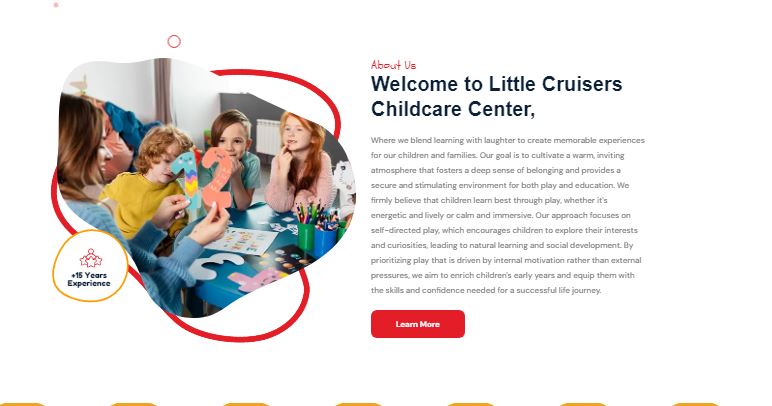 About Us
Welcome to Little Cruisers
Childcare Center,
Where we blend learning with laughter to create memorable experiences
for our children and families. Our goal is to cultivate a warm, inviting
atmosphere that fosters a deep sense of belonging and provides a
secure and stimulating environment for both play and education. We
firmly believe that children learn best through play, whether it's
energetic and lively or calm and immersive. Our approach focuses on
self-directed play, which encourages children to explore their interests
and curiosities, leading to natural learning and social development. By
prioritizing play that is driven by internal motivation rather than external
pressures, we aim to enrich children's early years and equip them with
the skills and confidence needed for a successful life journey.
Learn More
1 2
+15 Years
Experience